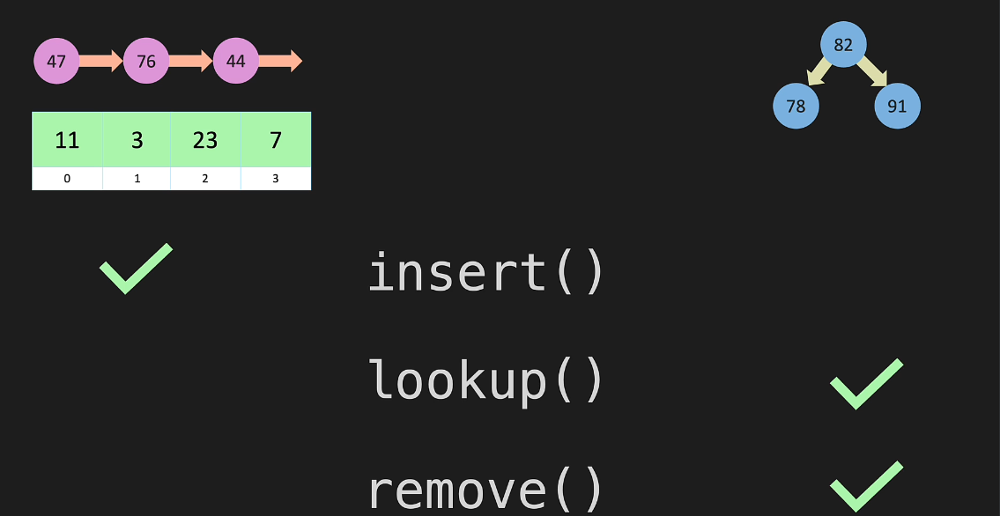 47 76 44
82
78 91
11 3 23 7
0 1 2 3
insert()
lookup()
remove()